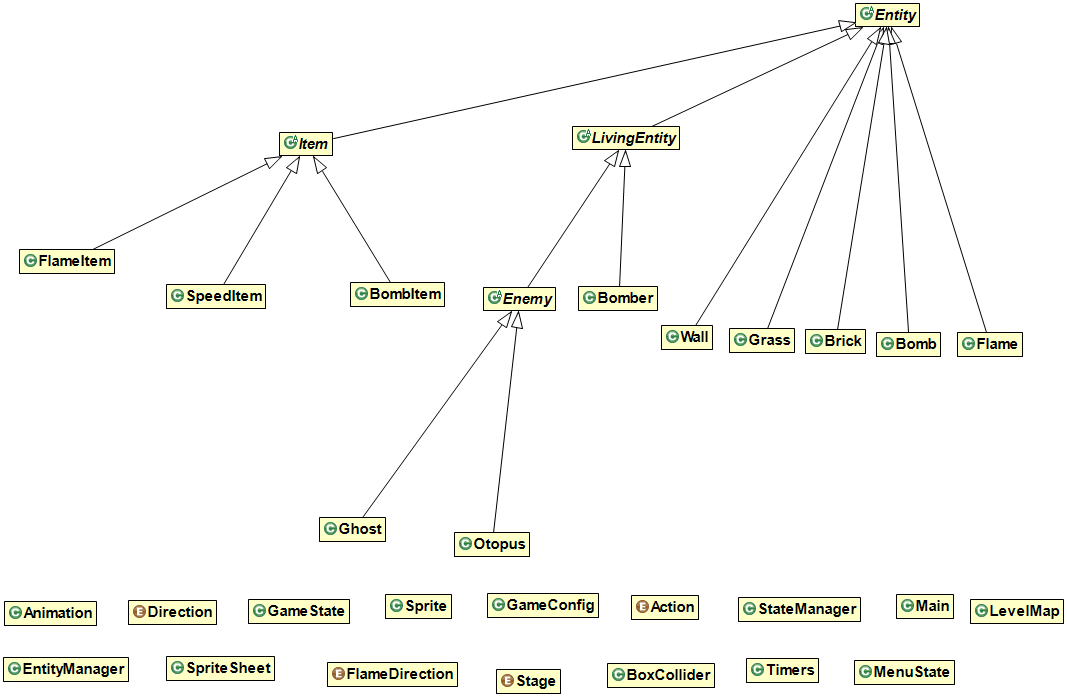 Entity
Item
LivingEntity
FlameItem
SpeedItem
BombItem
Enemy
Bomber
Wall
Grass
Brick
Bomb
Flame
Ghost
Otopus
Animation
Direction
GameState
Sprite
GameConfig
Action
StateManager
Main
LevelMap
EntityManager
SpriteSheet
FlameDirection
Stage
BoxCollider
Timers
MenuState